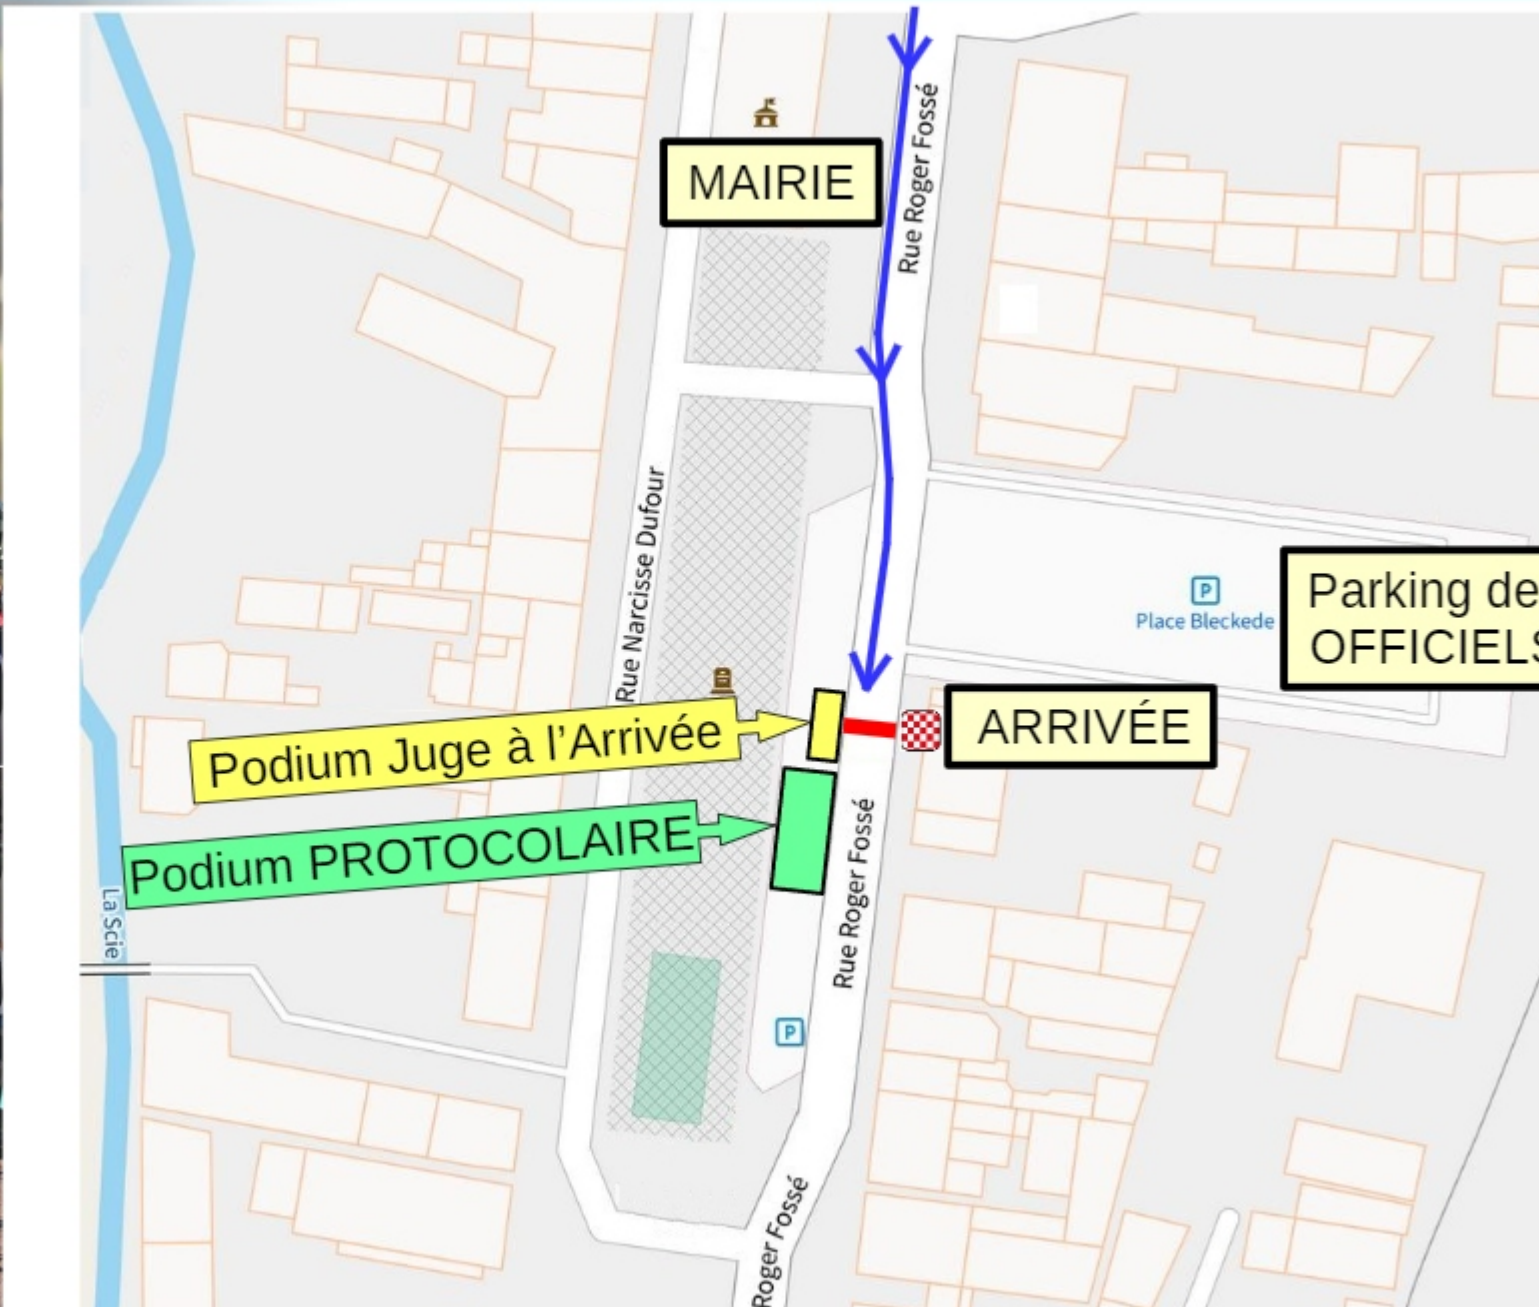 Rue Roger Fossé
MAIRIE
Rue Narcisse Dufour
P
Place Bleckede
Parking de
OFFICIELS
Podium Juge à l’Arrivée
ARRIVÉE
Podium PROTOCOLAIRE
Rue Roger Fossé
La Scie
P
Roger Fossé